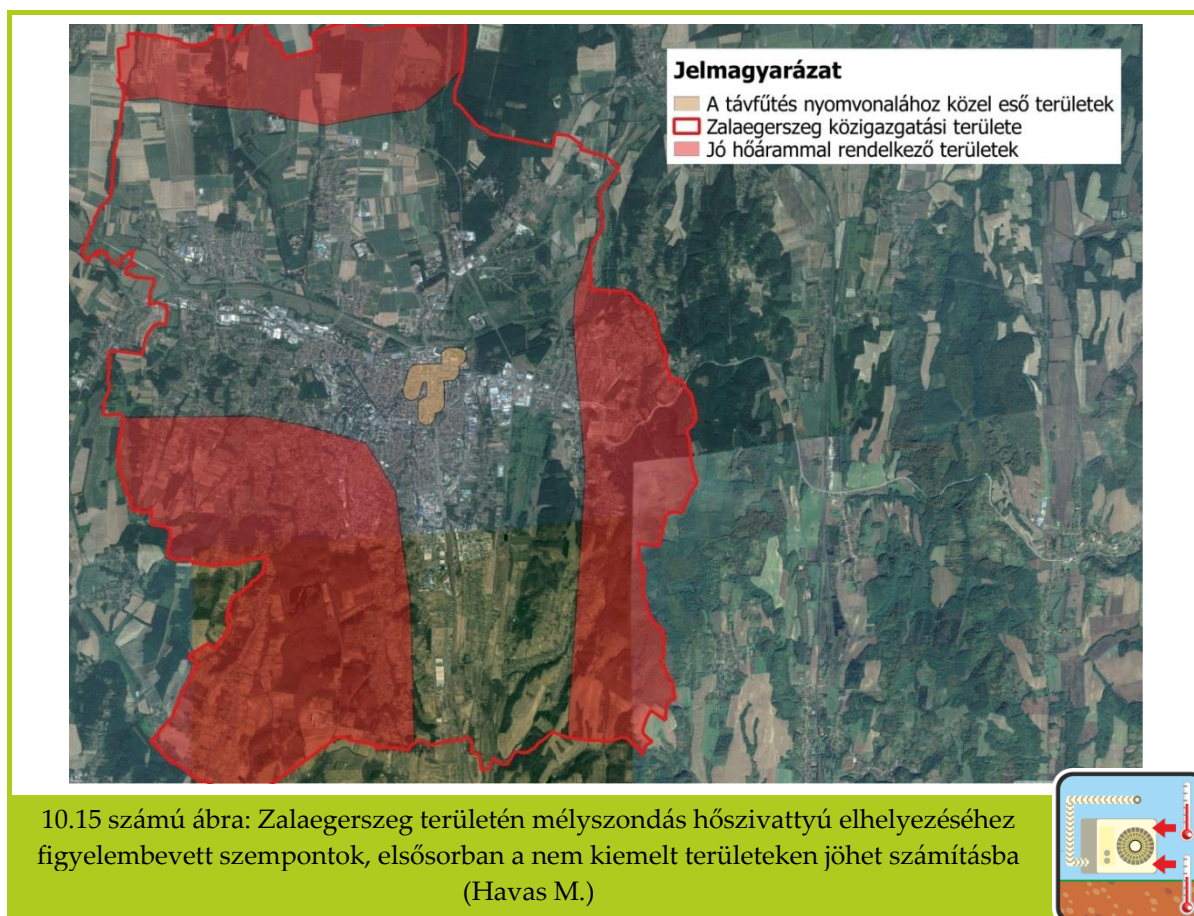 Jelmagyarázat
A távfűtés nyomvonalához közel eső területek
Zalaegerszeg közigazgatási területe
Jó hőárammal rendelkező területek
10.15 számú ábra: Zalaegerszeg területén mélyszondás hőszivattyú elhelyezéséhez
figyelembevett szempontok, elsősorban a nem kiemelt területeken jöhet számításba
(Havas M.)